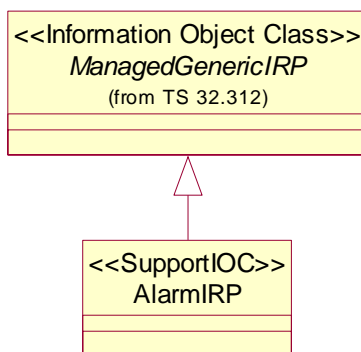 <<Information Object Class>>
ManagedGenericIRP
(from TS 32.312)
<<SupportIOC>>
AlarmIRP